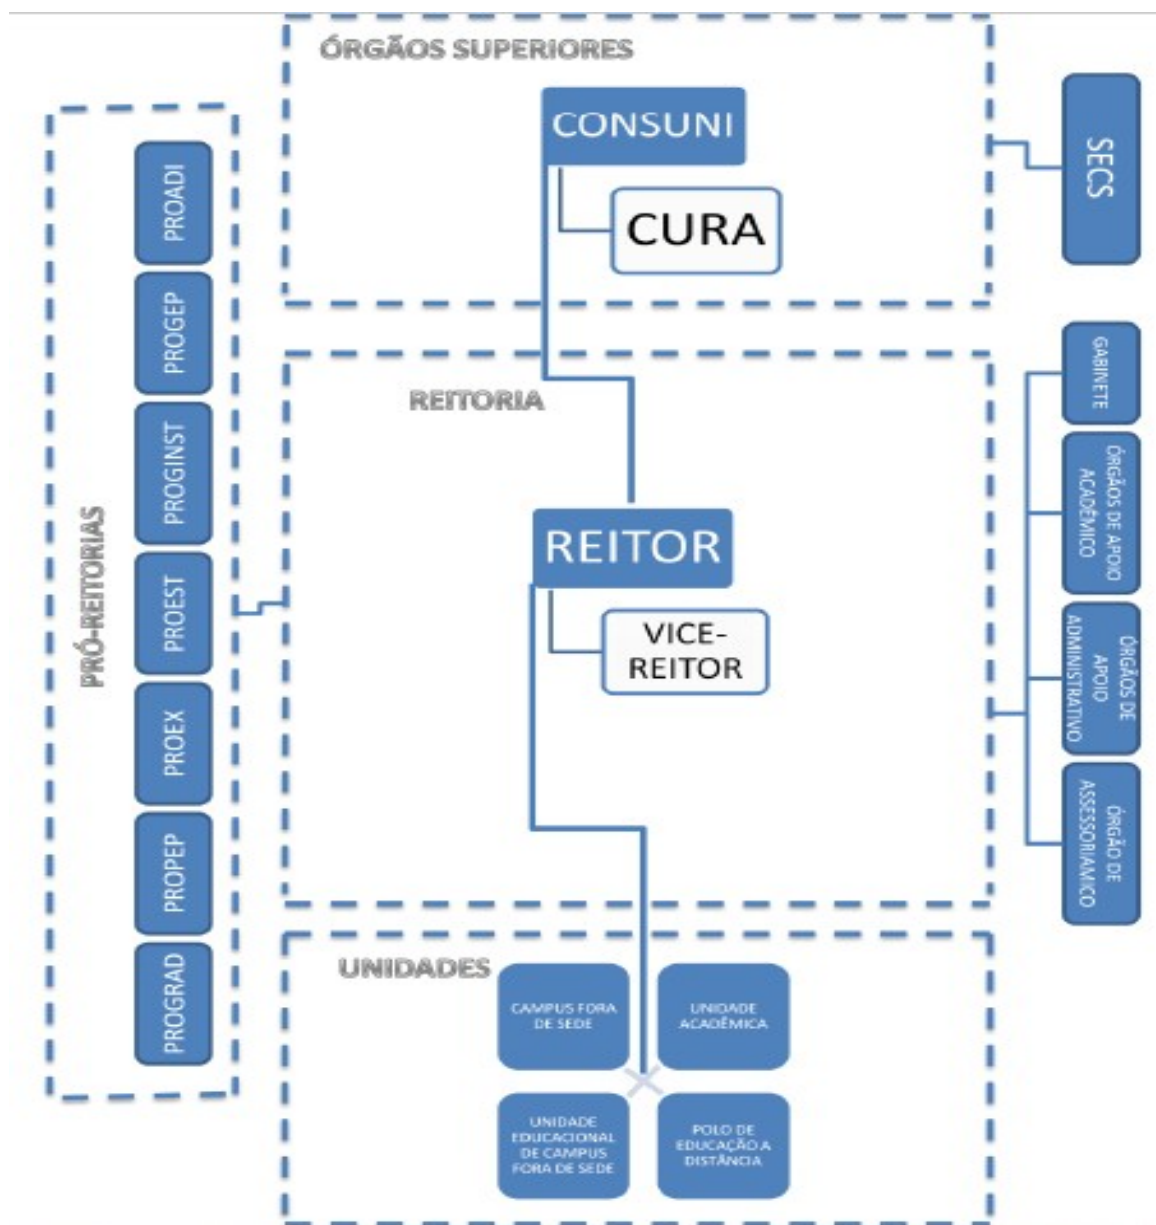 ÓRGÃOS SUPERIORES
CONSUNI
CURA
SECS
PRÓ-REITORIAS
PROADI
PROGEP
PROGINST
PROEST
PROEX
PROPEP
PROGRAD
REITORIA
REITOR
VICE-
REITOR
GABINETE
ÓRGÃOS DE APOIO
ACADÊMICO
ÓRGÃOS DE
APOIO
ADMINISTRATIVO
ÓRGÃO DE
ASSESSORIAMICO
UNIDADES
CAMPUS FORA
DE SEDE
UNIDADE
ACADÊMICA
UNIDADE
EDUCACIONAL
DE CAMPUS
FORA DE SEDE
POLO DE
EDUCAÇÃO A
DISTÂNCIA